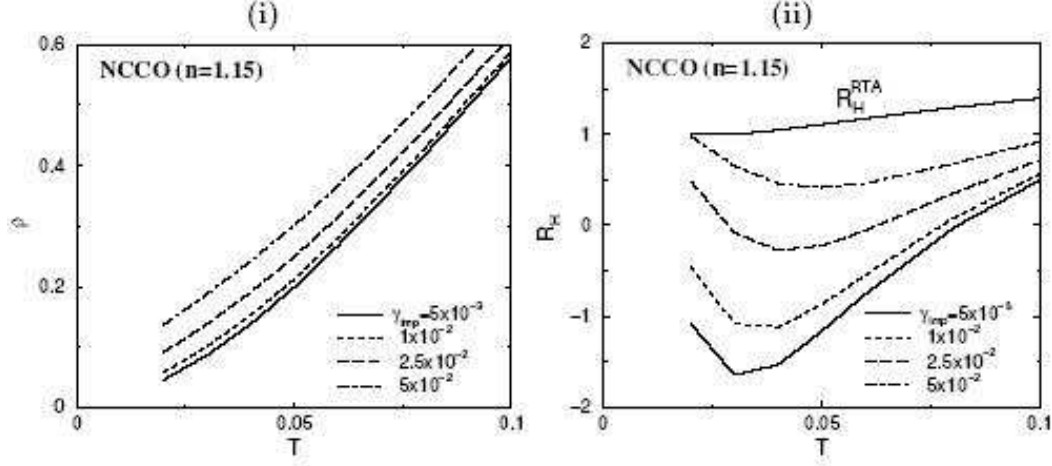 (i)
NCCO (n=1.15)
ρ
0.6
0.4
0.2
0
0
0.05
0.1
T
γimp=5x10⁻³
1x10⁻²
2.5x10⁻²
5x10⁻²
(ii)
NCCO (n=1.15)
R_H^RTA
R_H
2
1
0
−1
−2
0
0.05
0.1
T
γimp=5x10⁻³
1x10⁻²
2.5x10⁻²
5x10⁻²